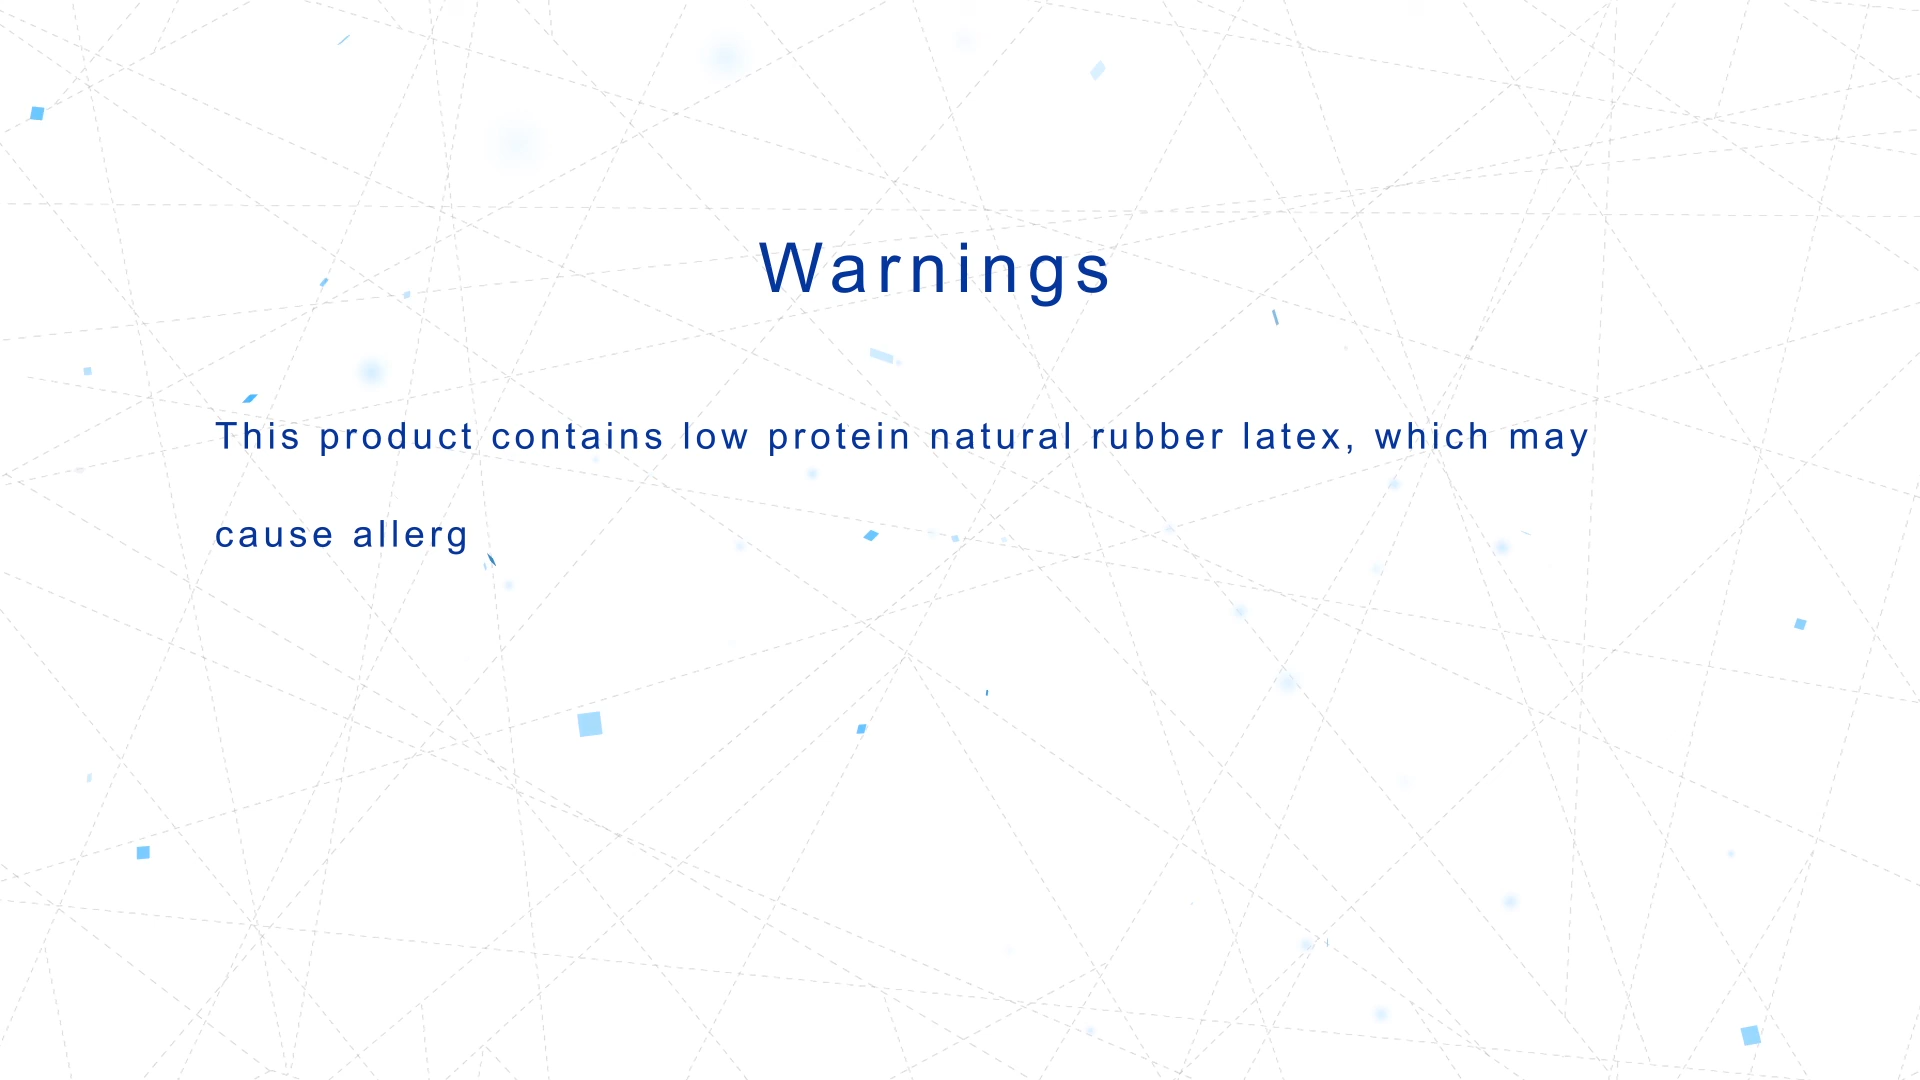 Warnings
This product contains low protein natural rubber latex, which may
cause allerg